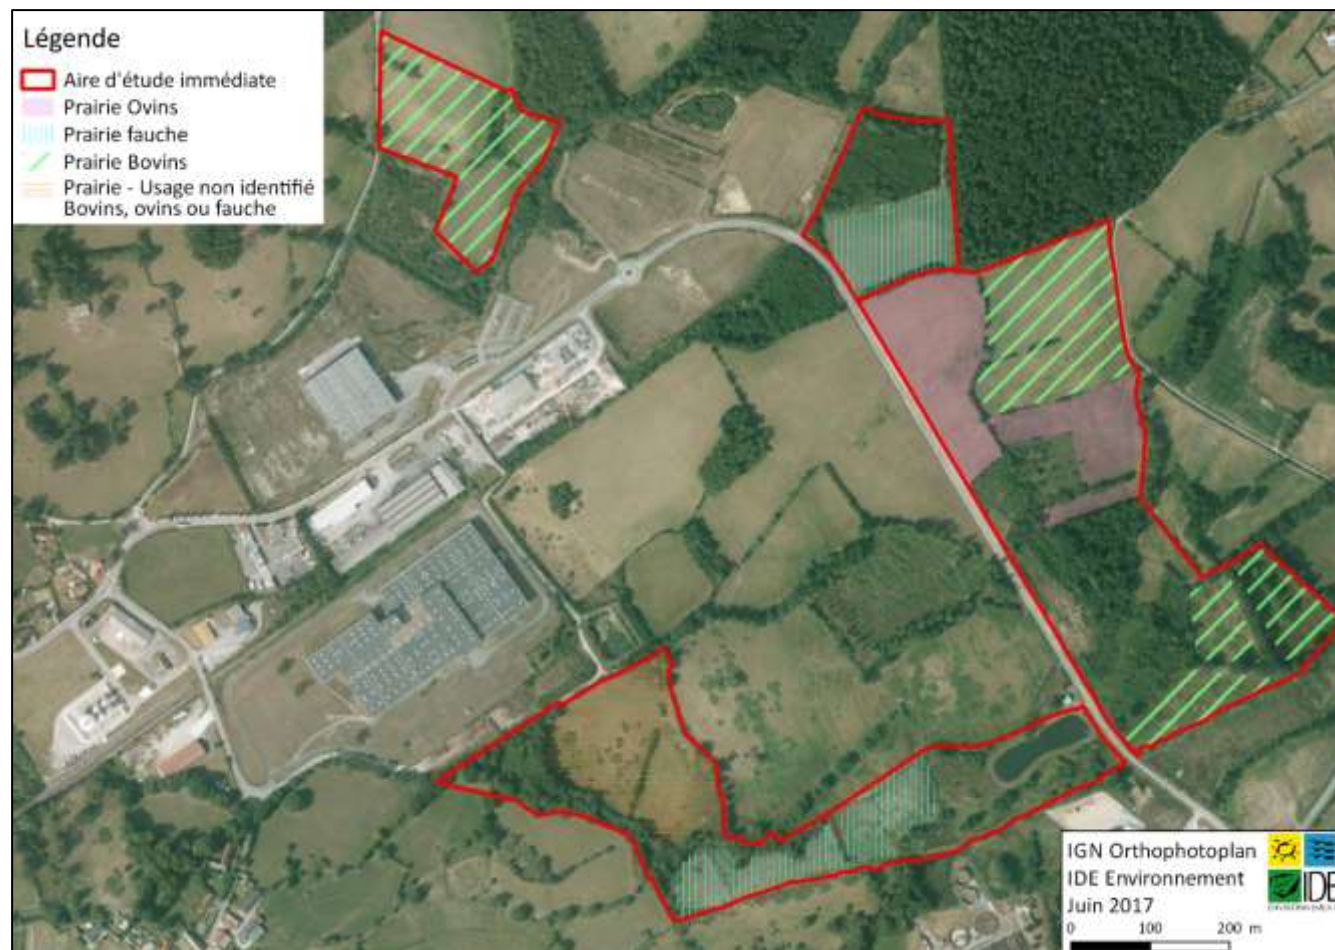 Légende
Aire d'étude immédiate
Prairie Ovins
Prairie fauche
Prairie Bovins
Prairie - Usage non identifié
Bovins, ovins ou fauche
IGN Orthophotoplan
IDE Environnement
Juin 2017
IDE
0 100 200 m